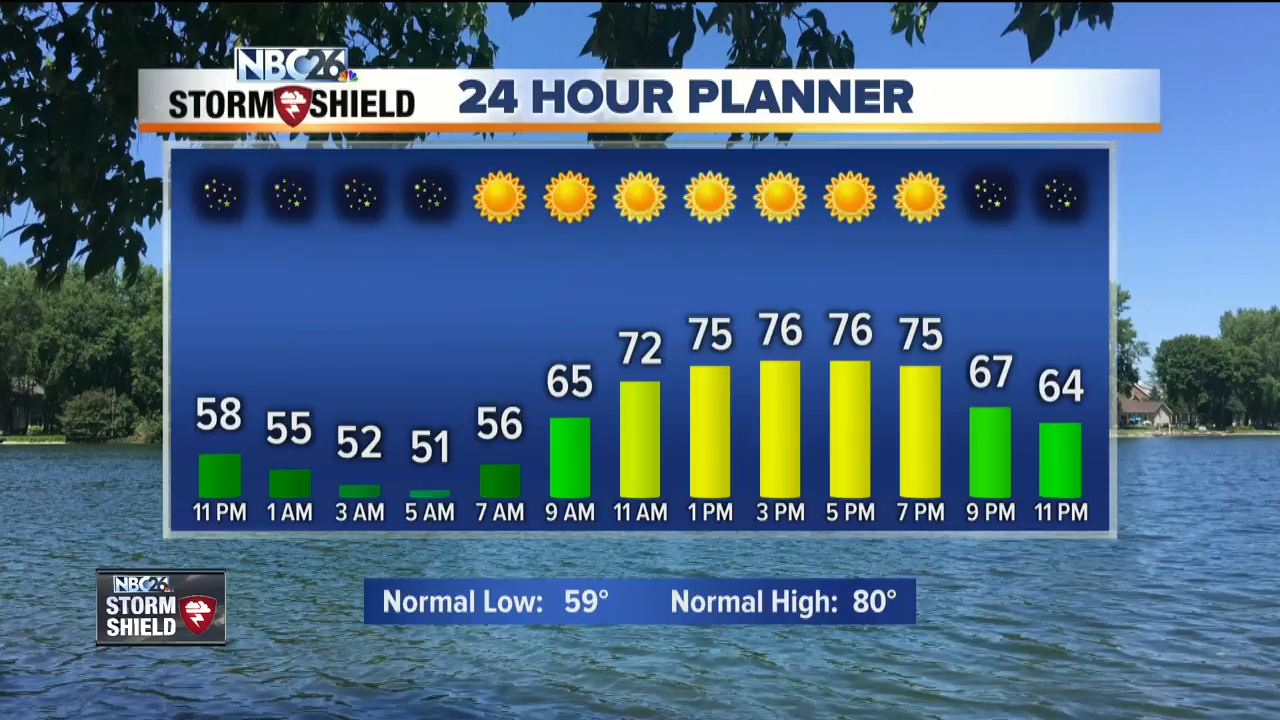 NBC26
STORM SHIELD
24 HOUR PLANNER
58 55 52 51 56 65 72 75 76 76 75 67 64
11 PM 1 AM 3 AM 5 AM 7 AM 9 AM 11 AM 1 PM 3 PM 5 PM 7 PM 9 PM 11 PM
NBC26
STORM
SHIELD
Normal Low: 59° Normal High: 80°